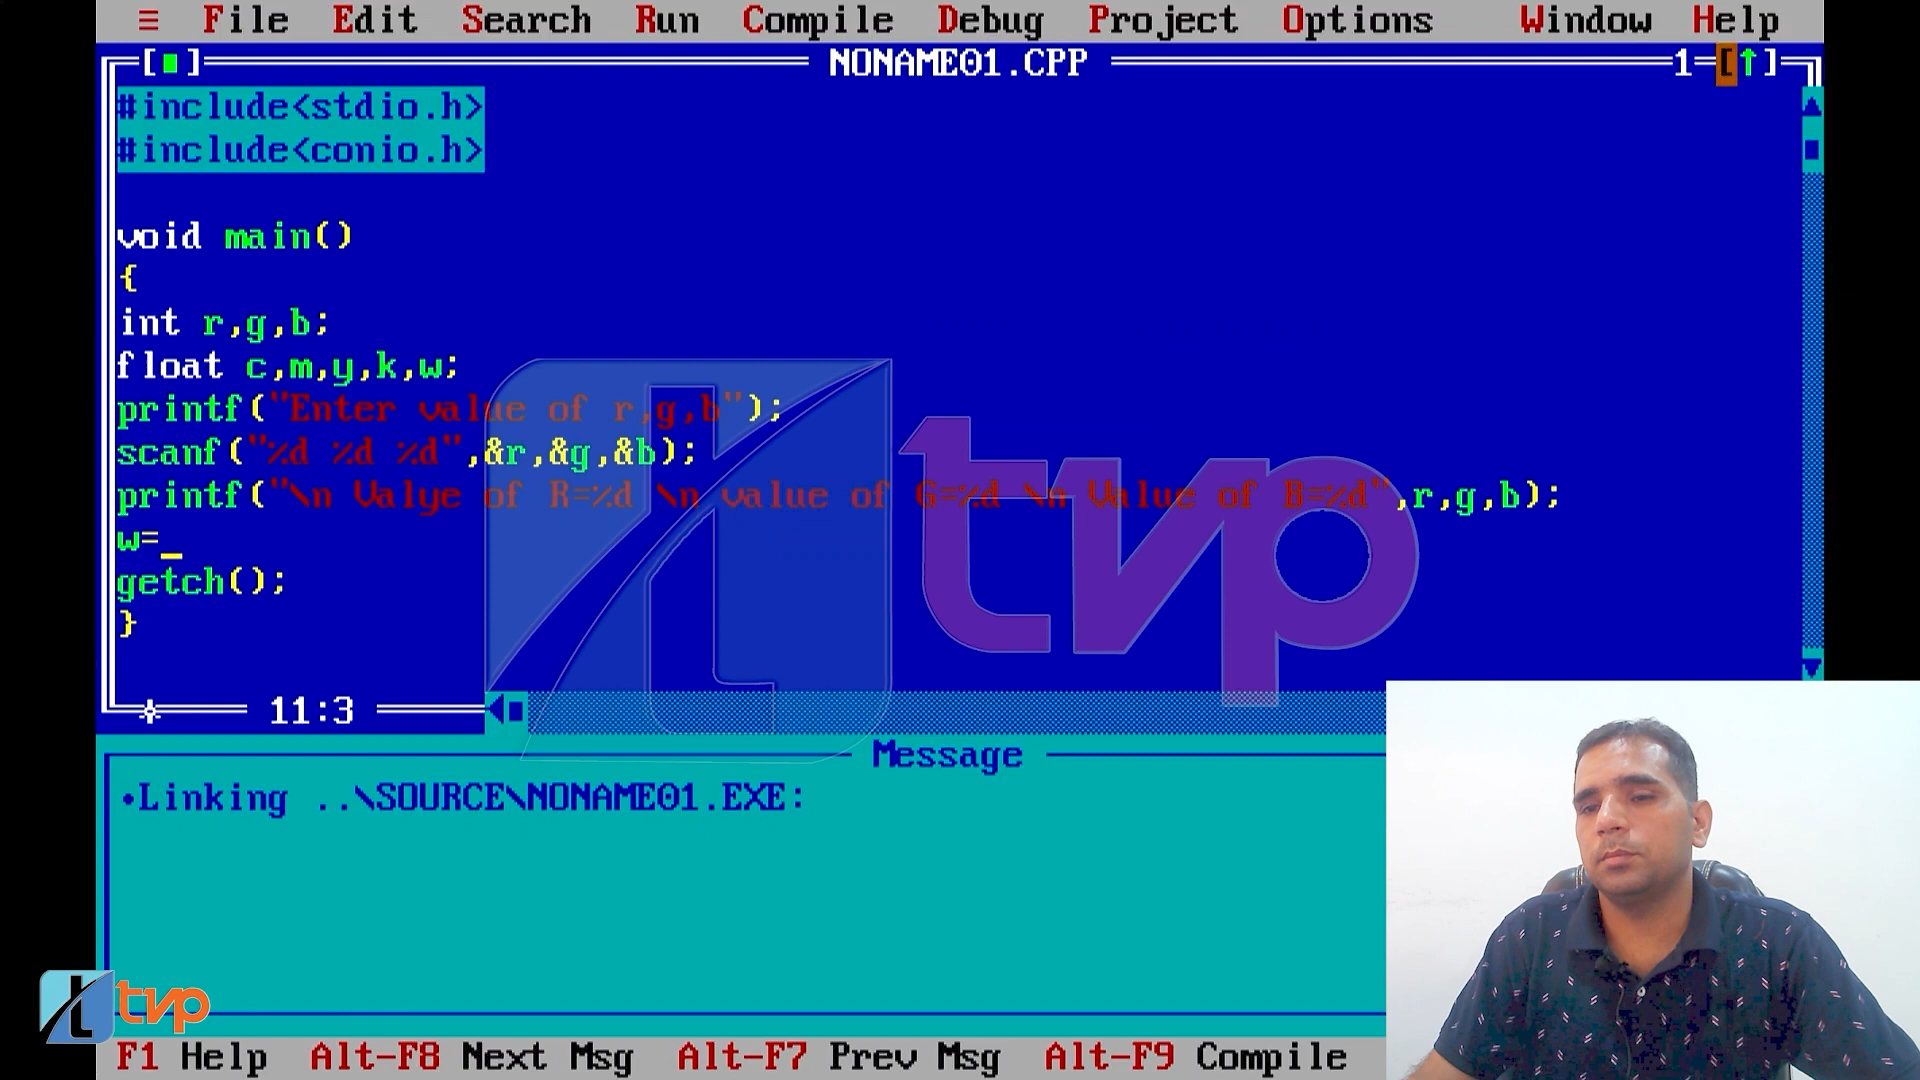 ≡ File Edit Search Run Compile Debug Project Options Window Help
[■] NONAME01.CPP 1=[↑]
#include<stdio.h>
#include<conio.h>
void main()
{
int r,g,b;
float c,m,y,k,w;
printf("Enter value of r,g,b");
scanf("%d %d %d",&r,&g,&b);
printf("\n Valye of R=%d \n value of G=%d \n Value of B=%d",r,g,b);
w=_
getch();
}
tvp
11:3
Message
•Linking ..\SOURCE\NONAME01.EXE:
tvp
F1 Help Alt-F8 Next Msg Alt-F7 Prev Msg Alt-F9 Compile